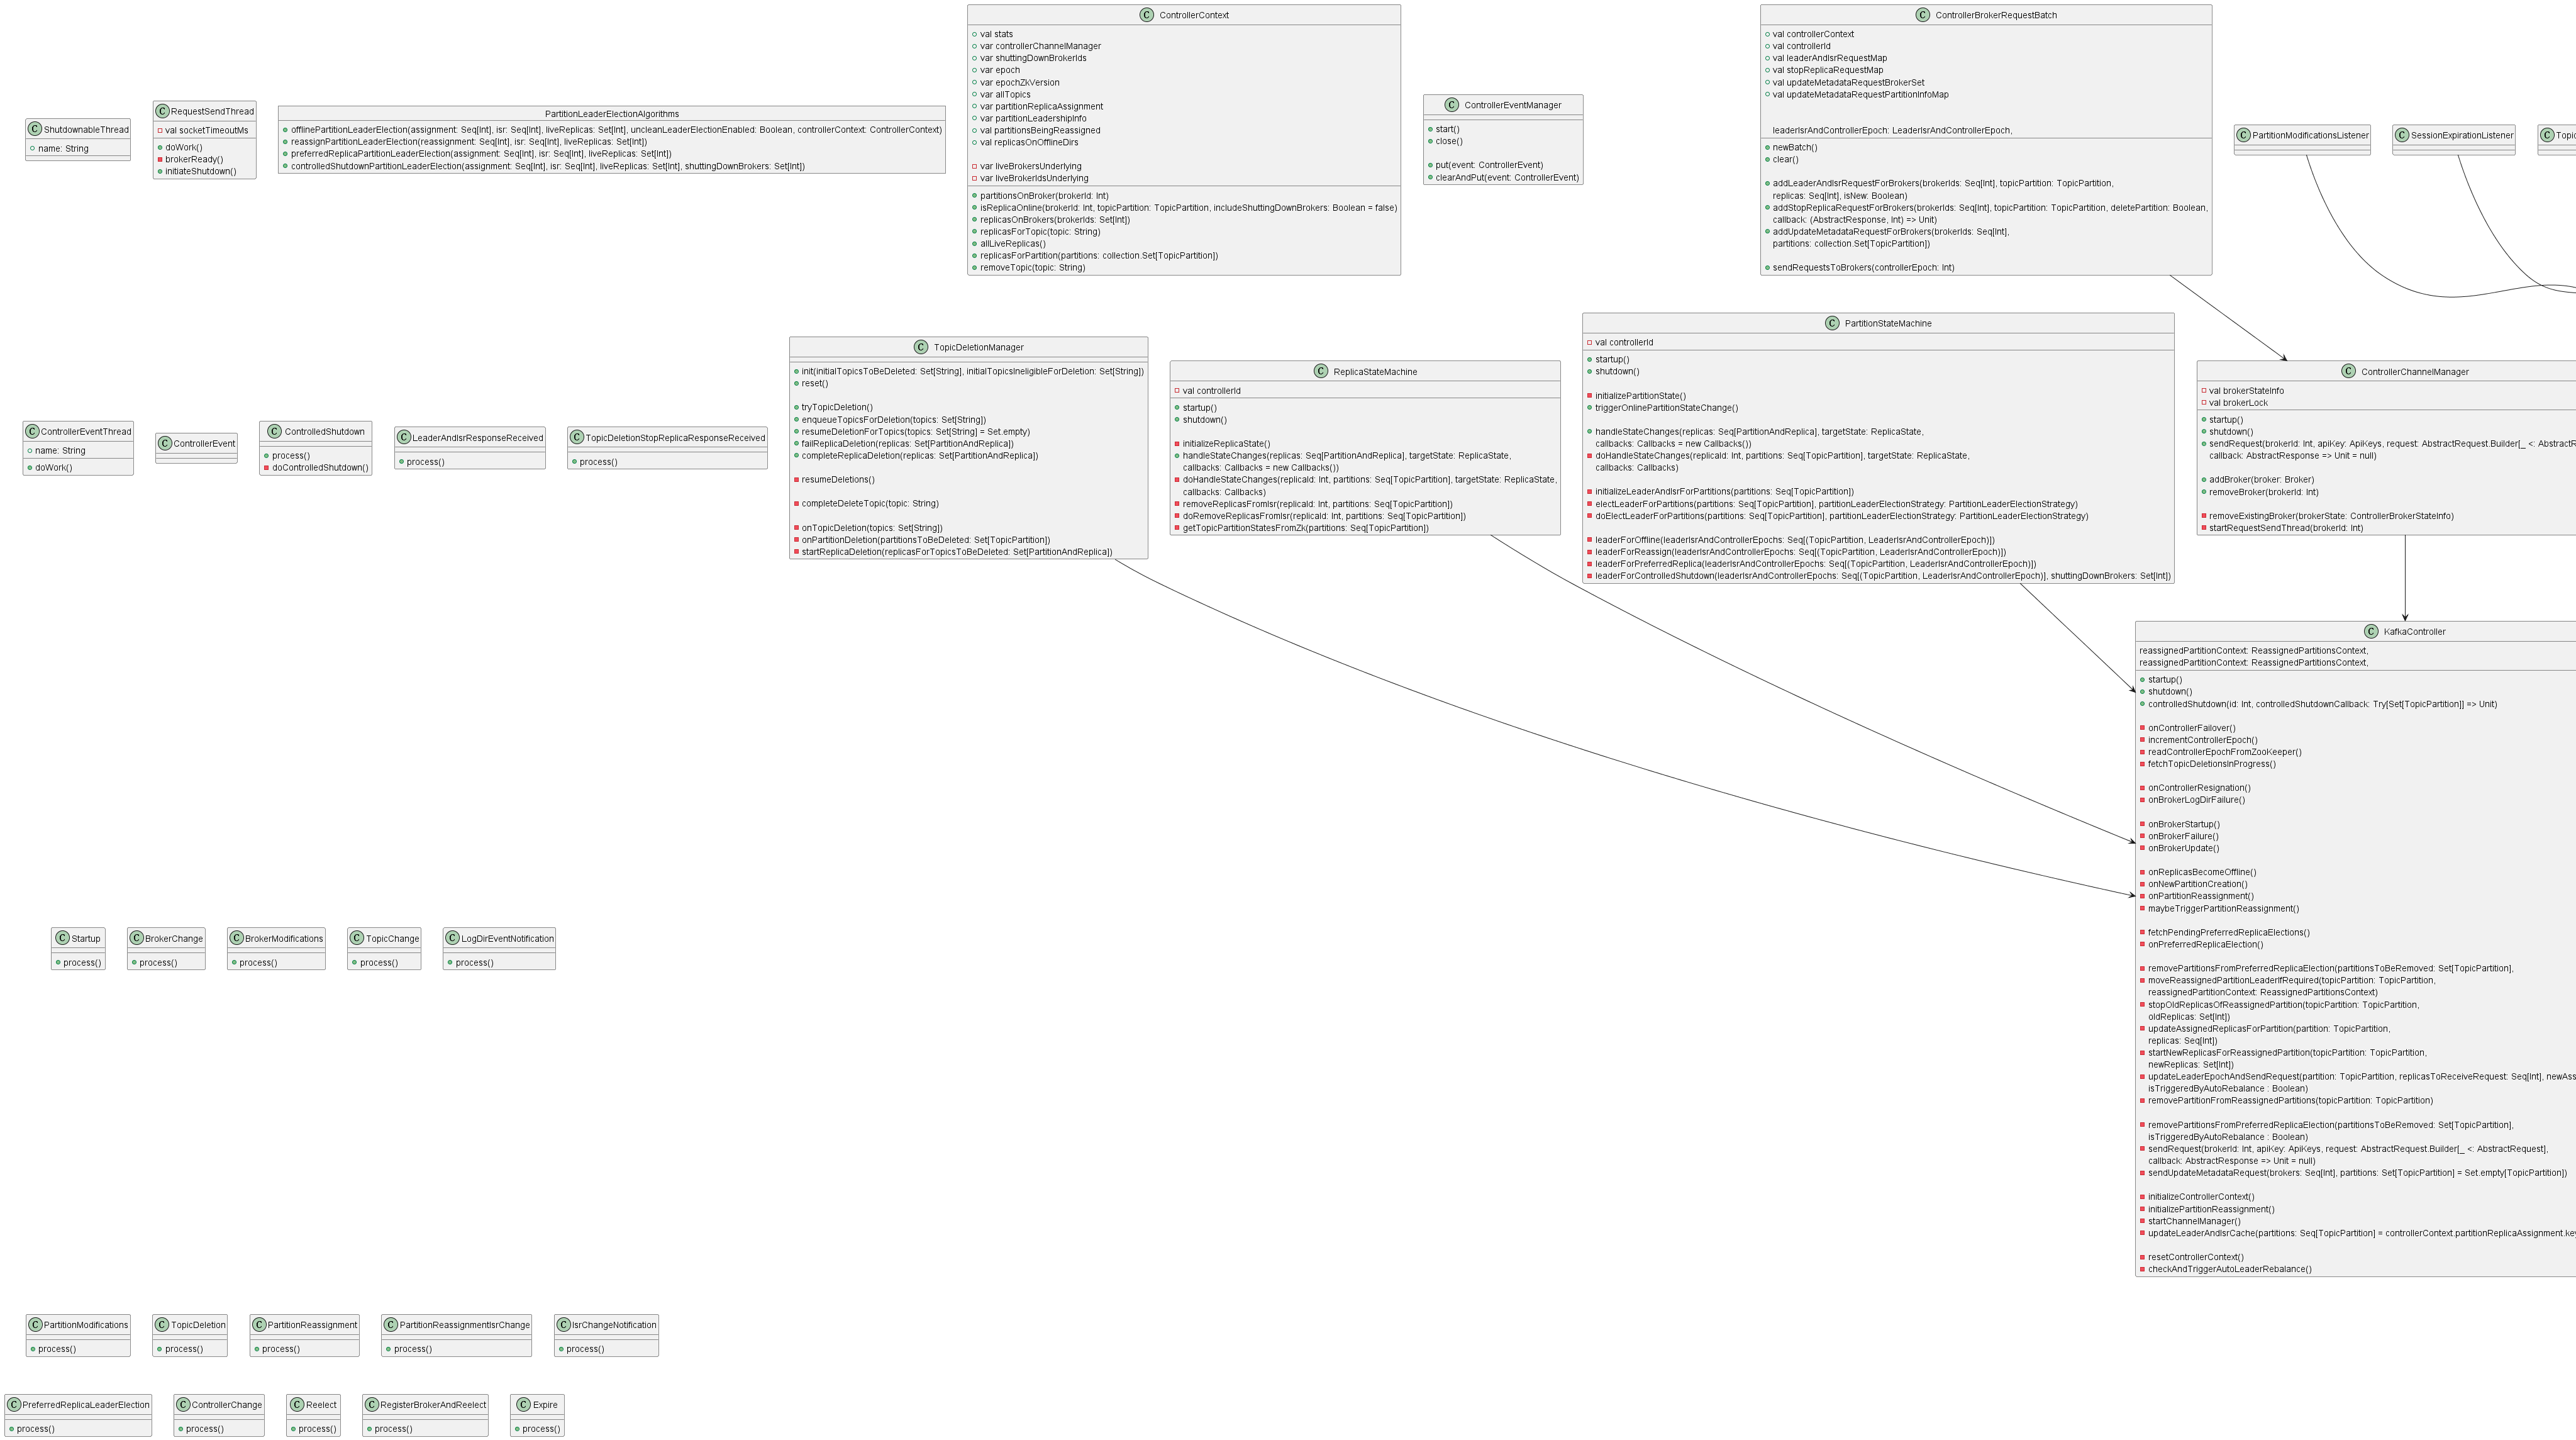 ShutdownableThread
name: String
RequestSendThread
val socketTimeoutMs
doWork()
brokerReady()
initiateShutdown()
PartitionLeaderElectionAlgorithms
offlinePartitionLeaderElection(assignment: Seq[Int], isr: Seq[Int], liveReplicas: Set[Int], uncleanLeaderElectionEnabled: Boolean, controllerContext: ControllerContext)
reassignPartitionLeaderElection(reassignment: Seq[Int], isr: Seq[Int], liveReplicas: Set[Int])
preferredReplicaPartitionLeaderElection(assignment: Seq[Int], isr: Seq[Int], liveReplicas: Set[Int])
controlledShutdownPartitionLeaderElection(assignment: Seq[Int], isr: Seq[Int], liveReplicas: Set[Int], shuttingDownBrokers: Set[Int])
ControllerContext
val stats
var controllerChannelManager
var shuttingDownBrokerIds
var epoch
var epochZkVersion
var allTopics
var partitionReplicaAssignment
var partitionLeadershipInfo
val partitionsBeingReassigned
val replicasOnOfflineDirs
var liveBrokersUnderlying
var liveBrokerIdsUnderlying
partitionsOnBroker(brokerId: Int)
isReplicaOnline(brokerId: Int, topicPartition: TopicPartition, includeShuttingDownBrokers: Boolean = false)
replicasOnBrokers(brokerIds: Set[Int])
replicasForTopic(topic: String)
allLiveReplicas()
replicasForPartition(partitions: collection.Set[TopicPartition])
removeTopic(topic: String)
ControllerEventManager
start()
close()
put(event: ControllerEvent)
clearAndPut(event: ControllerEvent)
ControllerBrokerRequestBatch
val controllerContext
val controllerId
val leaderAndIsrRequestMap
val stopReplicaRequestMap
val updateMetadataRequestBrokerSet
val updateMetadataRequestPartitionInfoMap
leaderIsrAndControllerEpoch: LeaderIsrAndControllerEpoch,
newBatch()
clear()
addLeaderAndIsrRequestForBrokers(brokerIds: Seq[Int], topicPartition: TopicPartition,
replicas: Seq[Int], isNew: Boolean)
addStopReplicaRequestForBrokers(brokerIds: Seq[Int], topicPartition: TopicPartition, deletePartition: Boolean,
callback: (AbstractResponse, Int) => Unit)
addUpdateMetadataRequestForBrokers(brokerIds: Seq[Int],
partitions: collection.Set[TopicPartition])
sendRequestsToBrokers(controllerEpoch: Int)
PartitionModificationsListener
SessionExpirationListener
Topic
ControllerEventThread
name: String
doWork()
ControllerEvent
ControlledShutdown
process()
doControlledShutdown()
LeaderAndIsrResponseReceived
process()
TopicDeletionStopReplicaResponseReceived
process()
TopicDeletionManager
init(initialTopicsToBeDeleted: Set[String], initialTopicsIneligibleForDeletion: Set[String])
reset()
tryTopicDeletion()
enqueueTopicsForDeletion(topics: Set[String])
resumeDeletionForTopics(topics: Set[String] = Set.empty)
failReplicaDeletion(replicas: Set[PartitionAndReplica])
completeReplicaDeletion(replicas: Set[PartitionAndReplica])
resumeDeletions()
completeDeleteTopic(topic: String)
onTopicDeletion(topics: Set[String])
onPartitionDeletion(partitionsToBeDeleted: Set[TopicPartition])
startReplicaDeletion(replicasForTopicsToBeDeleted: Set[PartitionAndReplica])
ReplicaStateMachine
val controllerId
startup()
shutdown()
initializeReplicaState()
handleStateChanges(replicas: Seq[PartitionAndReplica], targetState: ReplicaState,
callbacks: Callbacks = new Callbacks())
doHandleStateChanges(replicaId: Int, partitions: Seq[TopicPartition], targetState: ReplicaState,
callbacks: Callbacks)
removeReplicasFromIsr(replicaId: Int, partitions: Seq[TopicPartition])
doRemoveReplicasFromIsr(replicaId: Int, partitions: Seq[TopicPartition])
getTopicPartitionStatesFromZk(partitions: Seq[TopicPartition])
PartitionStateMachine
val controllerId
startup()
shutdown()
initializePartitionState()
triggerOnlinePartitionStateChange()
handleStateChanges(replicas: Seq[PartitionAndReplica], targetState: ReplicaState,
callbacks: Callbacks = new Callbacks())
doHandleStateChanges(replicaId: Int, partitions: Seq[TopicPartition], targetState: ReplicaState,
callbacks: Callbacks)
initializeLeaderAndIsrForPartitions(partitions: Seq[TopicPartition])
electLeaderForPartitions(partitions: Seq[TopicPartition], partitionLeaderElectionStrategy: PartitionLeaderElectionStrategy)
doElectLeaderForPartitions(partitions: Seq[TopicPartition], partitionLeaderElectionStrategy: PartitionLeaderElectionStrategy)
leaderForOffline(leaderIsrAndControllerEpochs: Seq[(TopicPartition, LeaderIsrAndControllerEpoch)])
leaderForReassign(leaderIsrAndControllerEpochs: Seq[(TopicPartition, LeaderIsrAndControllerEpoch)])
leaderForPreferredReplica(leaderIsrAndControllerEpochs: Seq[(TopicPartition, LeaderIsrAndControllerEpoch)])
leaderForControlledShutdown(leaderIsrAndControllerEpochs: Seq[(TopicPartition, LeaderIsrAndControllerEpoch)], shuttingDownBrokers: Set[Int])
ControllerChannelManager
val brokerStateInfo
val brokerLock
startup()
shutdown()
sendRequest(brokerId: Int, apiKey: ApiKeys, request: AbstractRequest.Builder[_ <: AbstractR
callback: AbstractResponse => Unit = null)
addBroker(broker: Broker)
removeBroker(brokerId: Int)
removeExistingBroker(brokerState: ControllerBrokerStateInfo)
startRequestSendThread(brokerId: Int)
KafkaController
reassignedPartitionContext: ReassignedPartitionsContext,
reassignedPartitionContext: ReassignedPartitionsContext,
startup()
shutdown()
controlledShutdown(id: Int, controlledShutdownCallback: Try[Set[TopicPartition]] => Unit)
onControllerFailover()
incrementControllerEpoch()
readControllerEpochFromZooKeeper()
fetchTopicDeletionsInProgress()
onControllerResignation()
onBrokerLogDirFailure()
onBrokerStartup()
onBrokerFailure()
onBrokerUpdate()
onReplicasBecomeOffline()
onNewPartitionCreation()
onPartitionReassignment()
maybeTriggerPartitionReassignment()
fetchPendingPreferredReplicaElections()
onPreferredReplicaElection()
removePartitionsFromPreferredReplicaElection(partitionsToBeRemoved: Set[TopicPartition],
moveReassignedPartitionLeaderIfRequired(topicPartition: TopicPartition,
reassignedPartitionContext: ReassignedPartitionsContext)
stopOldReplicasOfReassignedPartition(topicPartition: TopicPartition,
oldReplicas: Set[Int])
updateAssignedReplicasForPartition(partition: TopicPartition,
replicas: Seq[Int])
startNewReplicasForReassignedPartition(topicPartition: TopicPartition,
newReplicas: Set[Int])
updateLeaderEpochAndSendRequest(partition: TopicPartition, replicasToReceiveRequest: Seq[Int], newAss
isTriggeredByAutoRebalance : Boolean)
removePartitionFromReassignedPartitions(topicPartition: TopicPartition)
removePartitionsFromPreferredReplicaElection(partitionsToBeRemoved: Set[TopicPartition],
isTriggeredByAutoRebalance : Boolean)
sendRequest(brokerId: Int, apiKey: ApiKeys, request: AbstractRequest.Builder[_ <: AbstractRequest],
callback: AbstractResponse => Unit = null)
sendUpdateMetadataRequest(brokers: Seq[Int], partitions: Set[TopicPartition] = Set.empty[TopicPartition])
initializeControllerContext()
initializePartitionReassignment()
startChannelManager()
updateLeaderAndIsrCache(partitions: Seq[TopicPartition] = controllerContext.partitionReplicaAssignment.key
resetControllerContext()
checkAndTriggerAutoLeaderRebalance()
Startup
process()
BrokerChange
process()
BrokerModifications
process()
TopicChange
process()
LogDirEventNotification
process()
PartitionModifications
process()
TopicDeletion
process()
PartitionReassignment
process()
PartitionReassignmentIsrChange
process()
IsrChangeNotification
process()
PreferredReplicaLeaderElection
process()
ControllerChange
process()
Reelect
process()
RegisterBrokerAndReelect
process()
Expire
process()